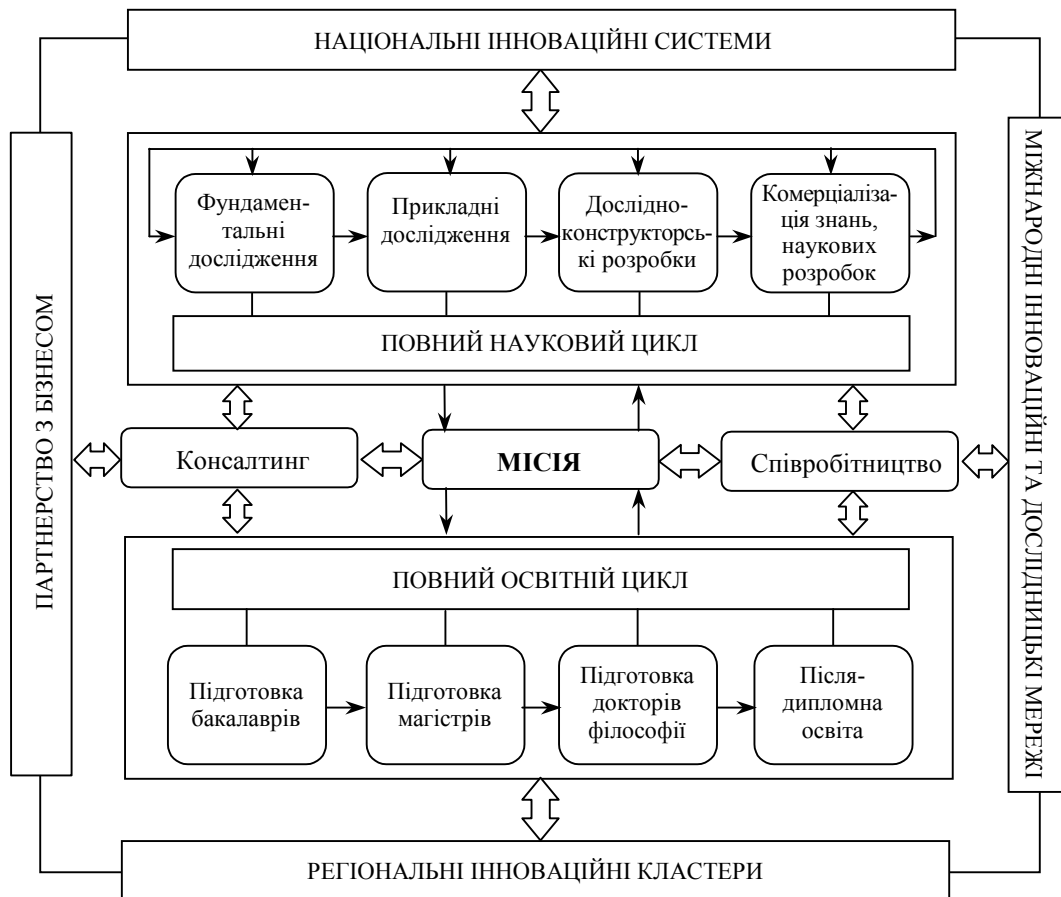 НАЦІОНАЛЬНІ ІННОВАЦІЙНІ СИСТЕМИ
ПАРТНЕРСТВО З БІЗНЕСОМ
МІЖНАРОДНІ ІННОВАЦІЙНІ ТА ДОСЛІДНИЦЬКІ МЕРЕЖІ
Фундамен-
тальні
дослідження
Прикладні
дослідження
Дослідно-
конструкторсь-
кі розробки
Комерціаліза-
ція знань,
наукових
розробок
ПОВНИЙ НАУКОВИЙ ЦИКЛ
Консалтинг
МІСІЯ
Співробітництво
ПОВНИЙ ОСВІТНІЙ ЦИКЛ
Підготовка
бакалаврів
Підготовка
магістрів
Підготовка
докторів
філософії
Після-
дипломна
освіта
РЕГІОНАЛЬНІ ІННОВАЦІЙНІ КЛАСТЕРИ